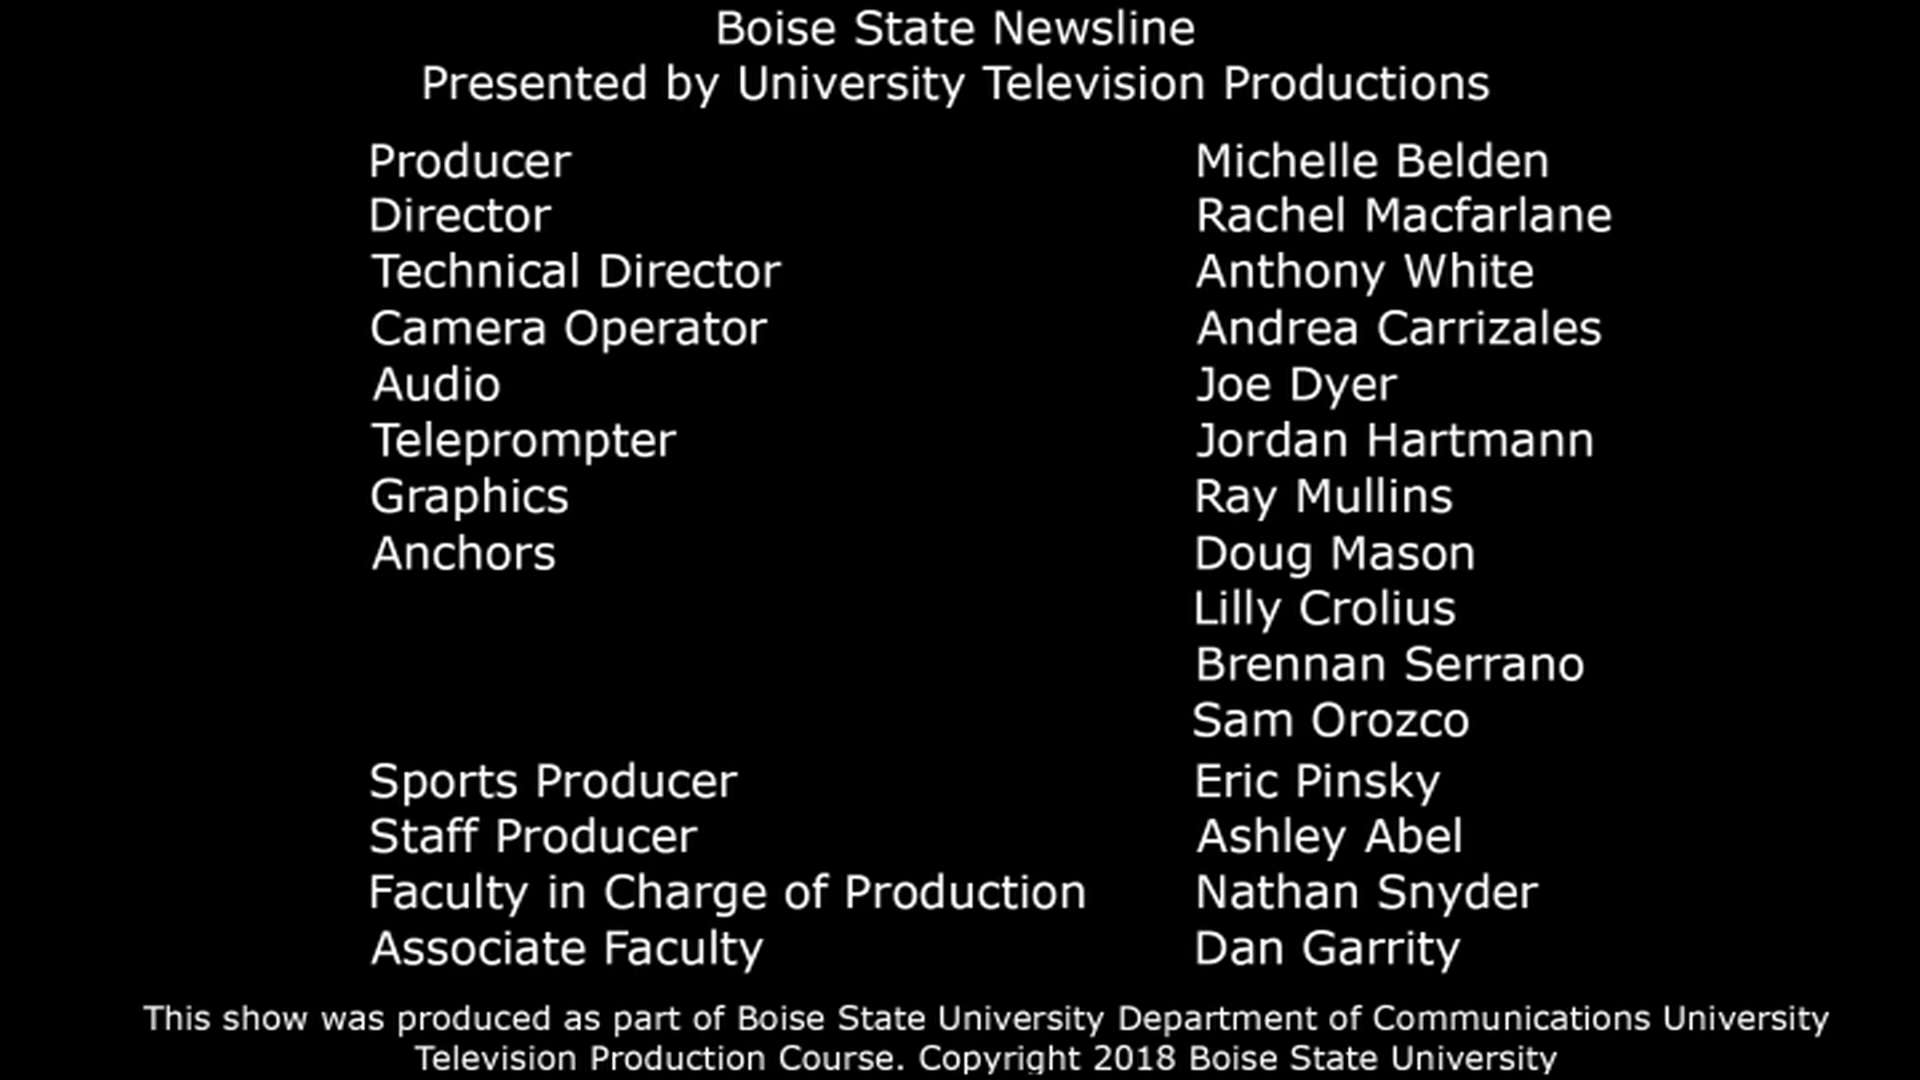 Boise State Newsline
Presented by University Television Productions
Producer Michelle Belden
Director Rachel Macfarlane
Technical Director Anthony White
Camera Operator Andrea Carrizales
Audio Joe Dyer
Teleprompter Jordan Hartmann
Graphics Ray Mullins
Anchors Doug Mason
Lilly Crolius
Brennan Serrano
Sam Orozco
Sports Producer Eric Pinsky
Staff Producer Ashley Abel
Faculty in Charge of Production Nathan Snyder
Associate Faculty Dan Garrity
This show was produced as part of Boise State University Department of Communications University
Television Production Course. Copyright 2018 Boise State University